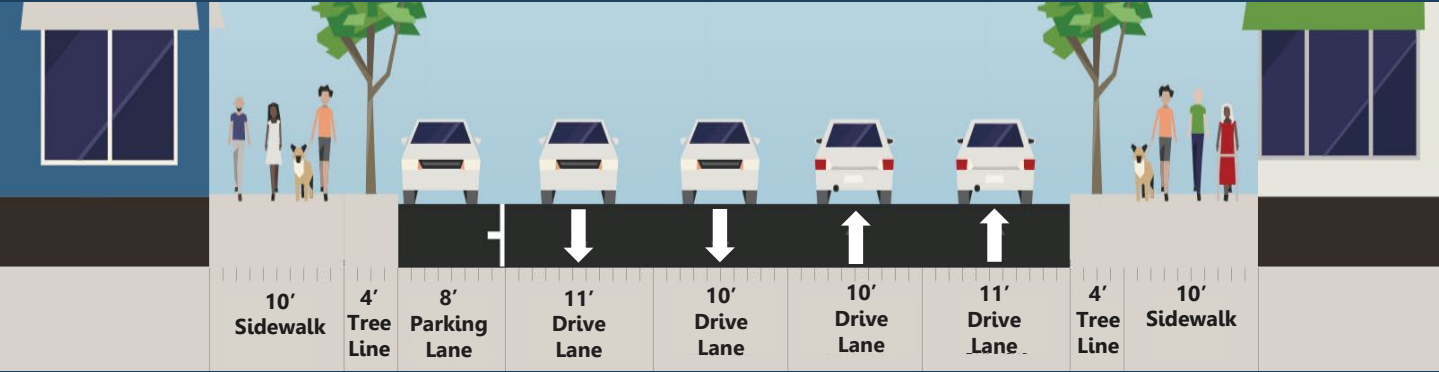 10’
Sidewalk
4’
Tree
Line
8’
Parking
Lane
11’
Drive
Lane
10’
Drive
Lane
10’
Drive
Lane
11’
Drive
Lane
4’
Tree
Line
10’
Sidewalk